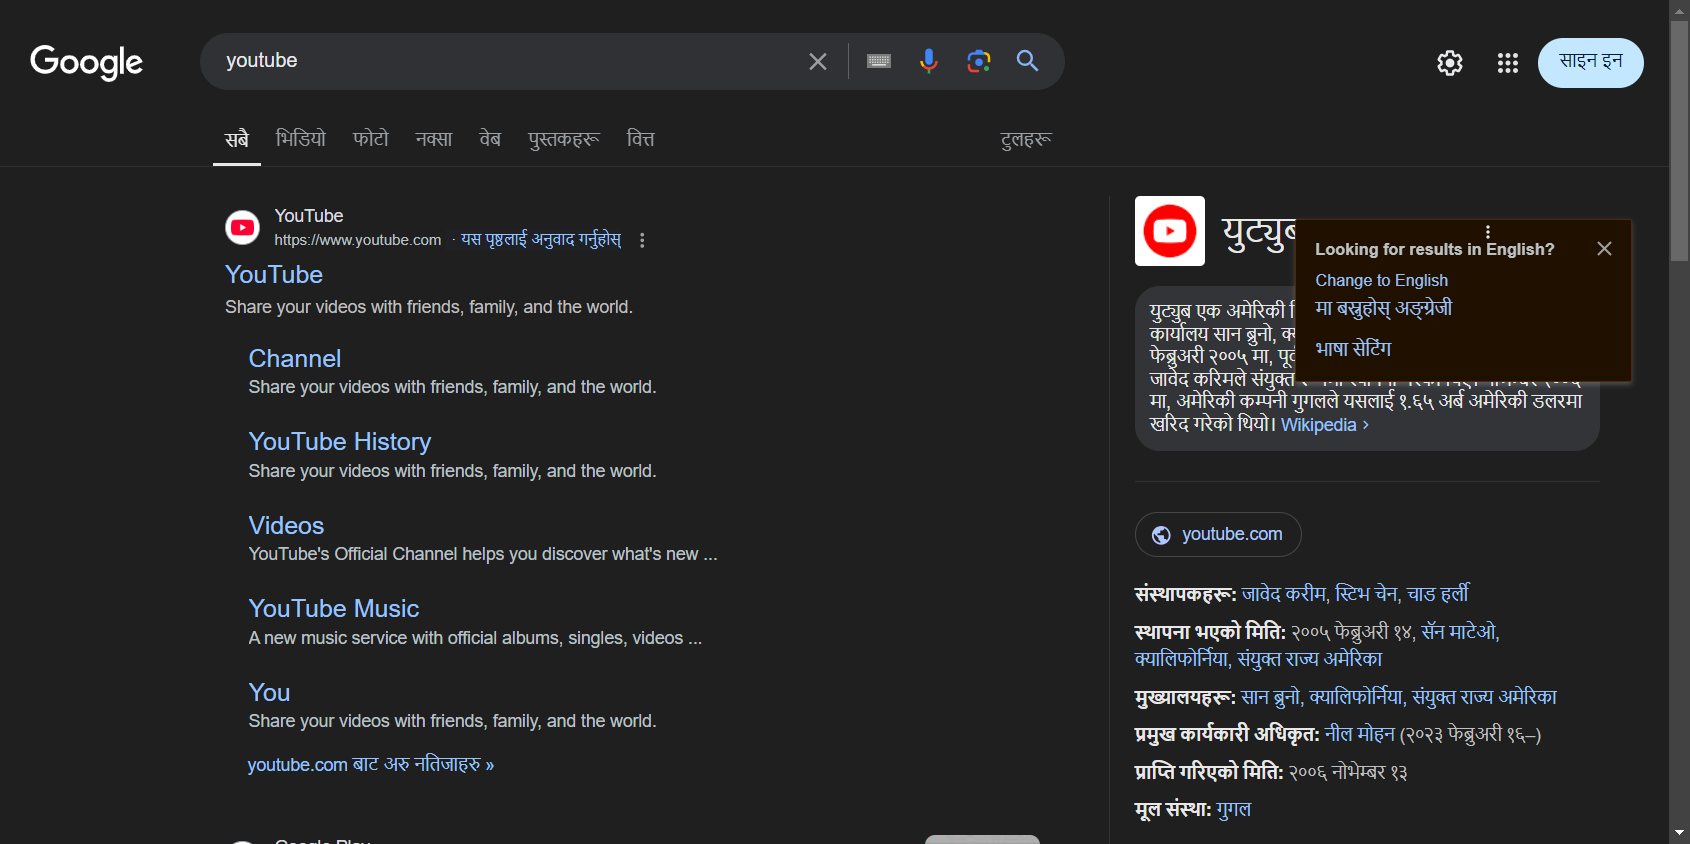 Google
youtube
साइन इन
सबै भिडियो फोटो नक्सा वेब पुस्तकहरू वित्त टुलहरू
YouTube
https://www.youtube.com · यस पृष्ठलाई अनुवाद गर्नुहोस्
YouTube
Share your videos with friends, family, and the world.
Channel
Share your videos with friends, family, and the world.
YouTube History
Share your videos with friends, family, and the world.
Videos
YouTube's Official Channel helps you discover what's new ...
YouTube Music
A new music service with official albums, singles, videos ...
You
Share your videos with friends, family, and the world.
youtube.com बाट अरु नतिजाहरु »
Looking for results in English?
Change to English
मा बस्नुहोस् अङ्ग्रेजी
भाषा सेटिंग
युट्युब एक अमेरिकी
कार्यालय सान ब्रुनो,
फेब्रुअरी २००५ मा,
जावेद करिमले संयुक्त
मा, अमेरिकी कम्पनी गुगलले यसलाई १.६५ अर्ब अमेरिकी डलरमा
खरिद गरेको थियो। Wikipedia ›
youtube.com
संस्थापकहरू: जावेद करीम, स्टिभ चेन, चाड हर्ली
स्थापना भएको मिति: २००५ फेब्रुअरी १४, सॅन माटेओ,
क्यालिफोर्निया, संयुक्त राज्य अमेरिका
मुख्यालयहरू: सान ब्रुनो, क्यालिफोर्निया, संयुक्त राज्य अमेरिका
प्रमुख कार्यकारी अधिकृत: नील मोहन (२०२३ फेब्रुअरी १६–)
प्राप्ति गरिएको मिति: २००६ नोभेम्बर १३
मूल संस्था: गुगल